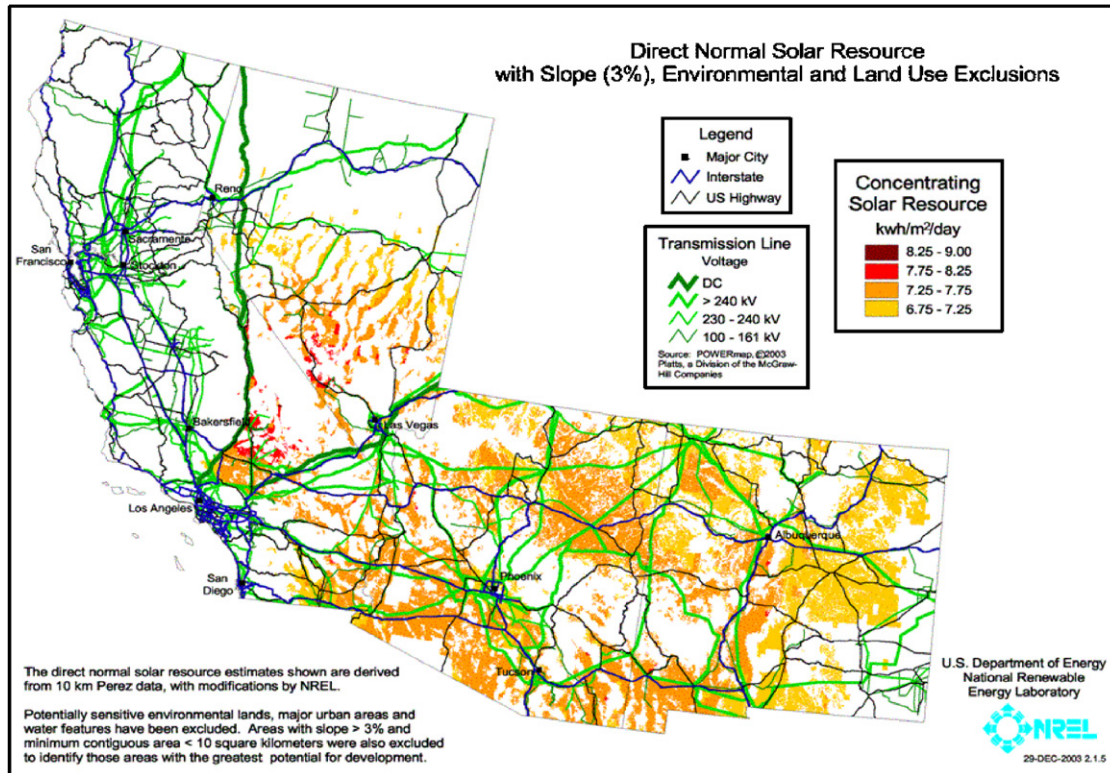 Direct Normal Solar Resource
with Slope (3%), Environmental and Land Use Exclusions
Legend
Major City
Interstate
US Highway
Concentrating
Solar Resource
kwh/m²/day
8.25 - 9.00
7.75 - 8.25
7.25 - 7.75
6.75 - 7.25
Transmission Line
Voltage
DC
> 240 kV
230 - 240 kV
100 - 161 kV
Source: POWERmap, ©2003
Platts, a Division of the McGraw-
Hill Companies
Reno
Sacramento
San
Francisco
Stockton
Bakersfield
Las Vegas
Los Angeles
Albuquerque
San
Diego
Phoenix
Tucson
The direct normal solar resource estimates shown are derived
from 10 km Perez data, with modifications by NREL.
Potentially sensitive environmental lands, major urban areas and
water features have been excluded. Areas with slope > 3% and
minimum contiguous area < 10 square kilometers were also excluded
to identify those areas with the greatest potential for development.
U.S. Department of Energy
National Renewable
Energy Laboratory
NREL
29-DEC-2003 2.1.5